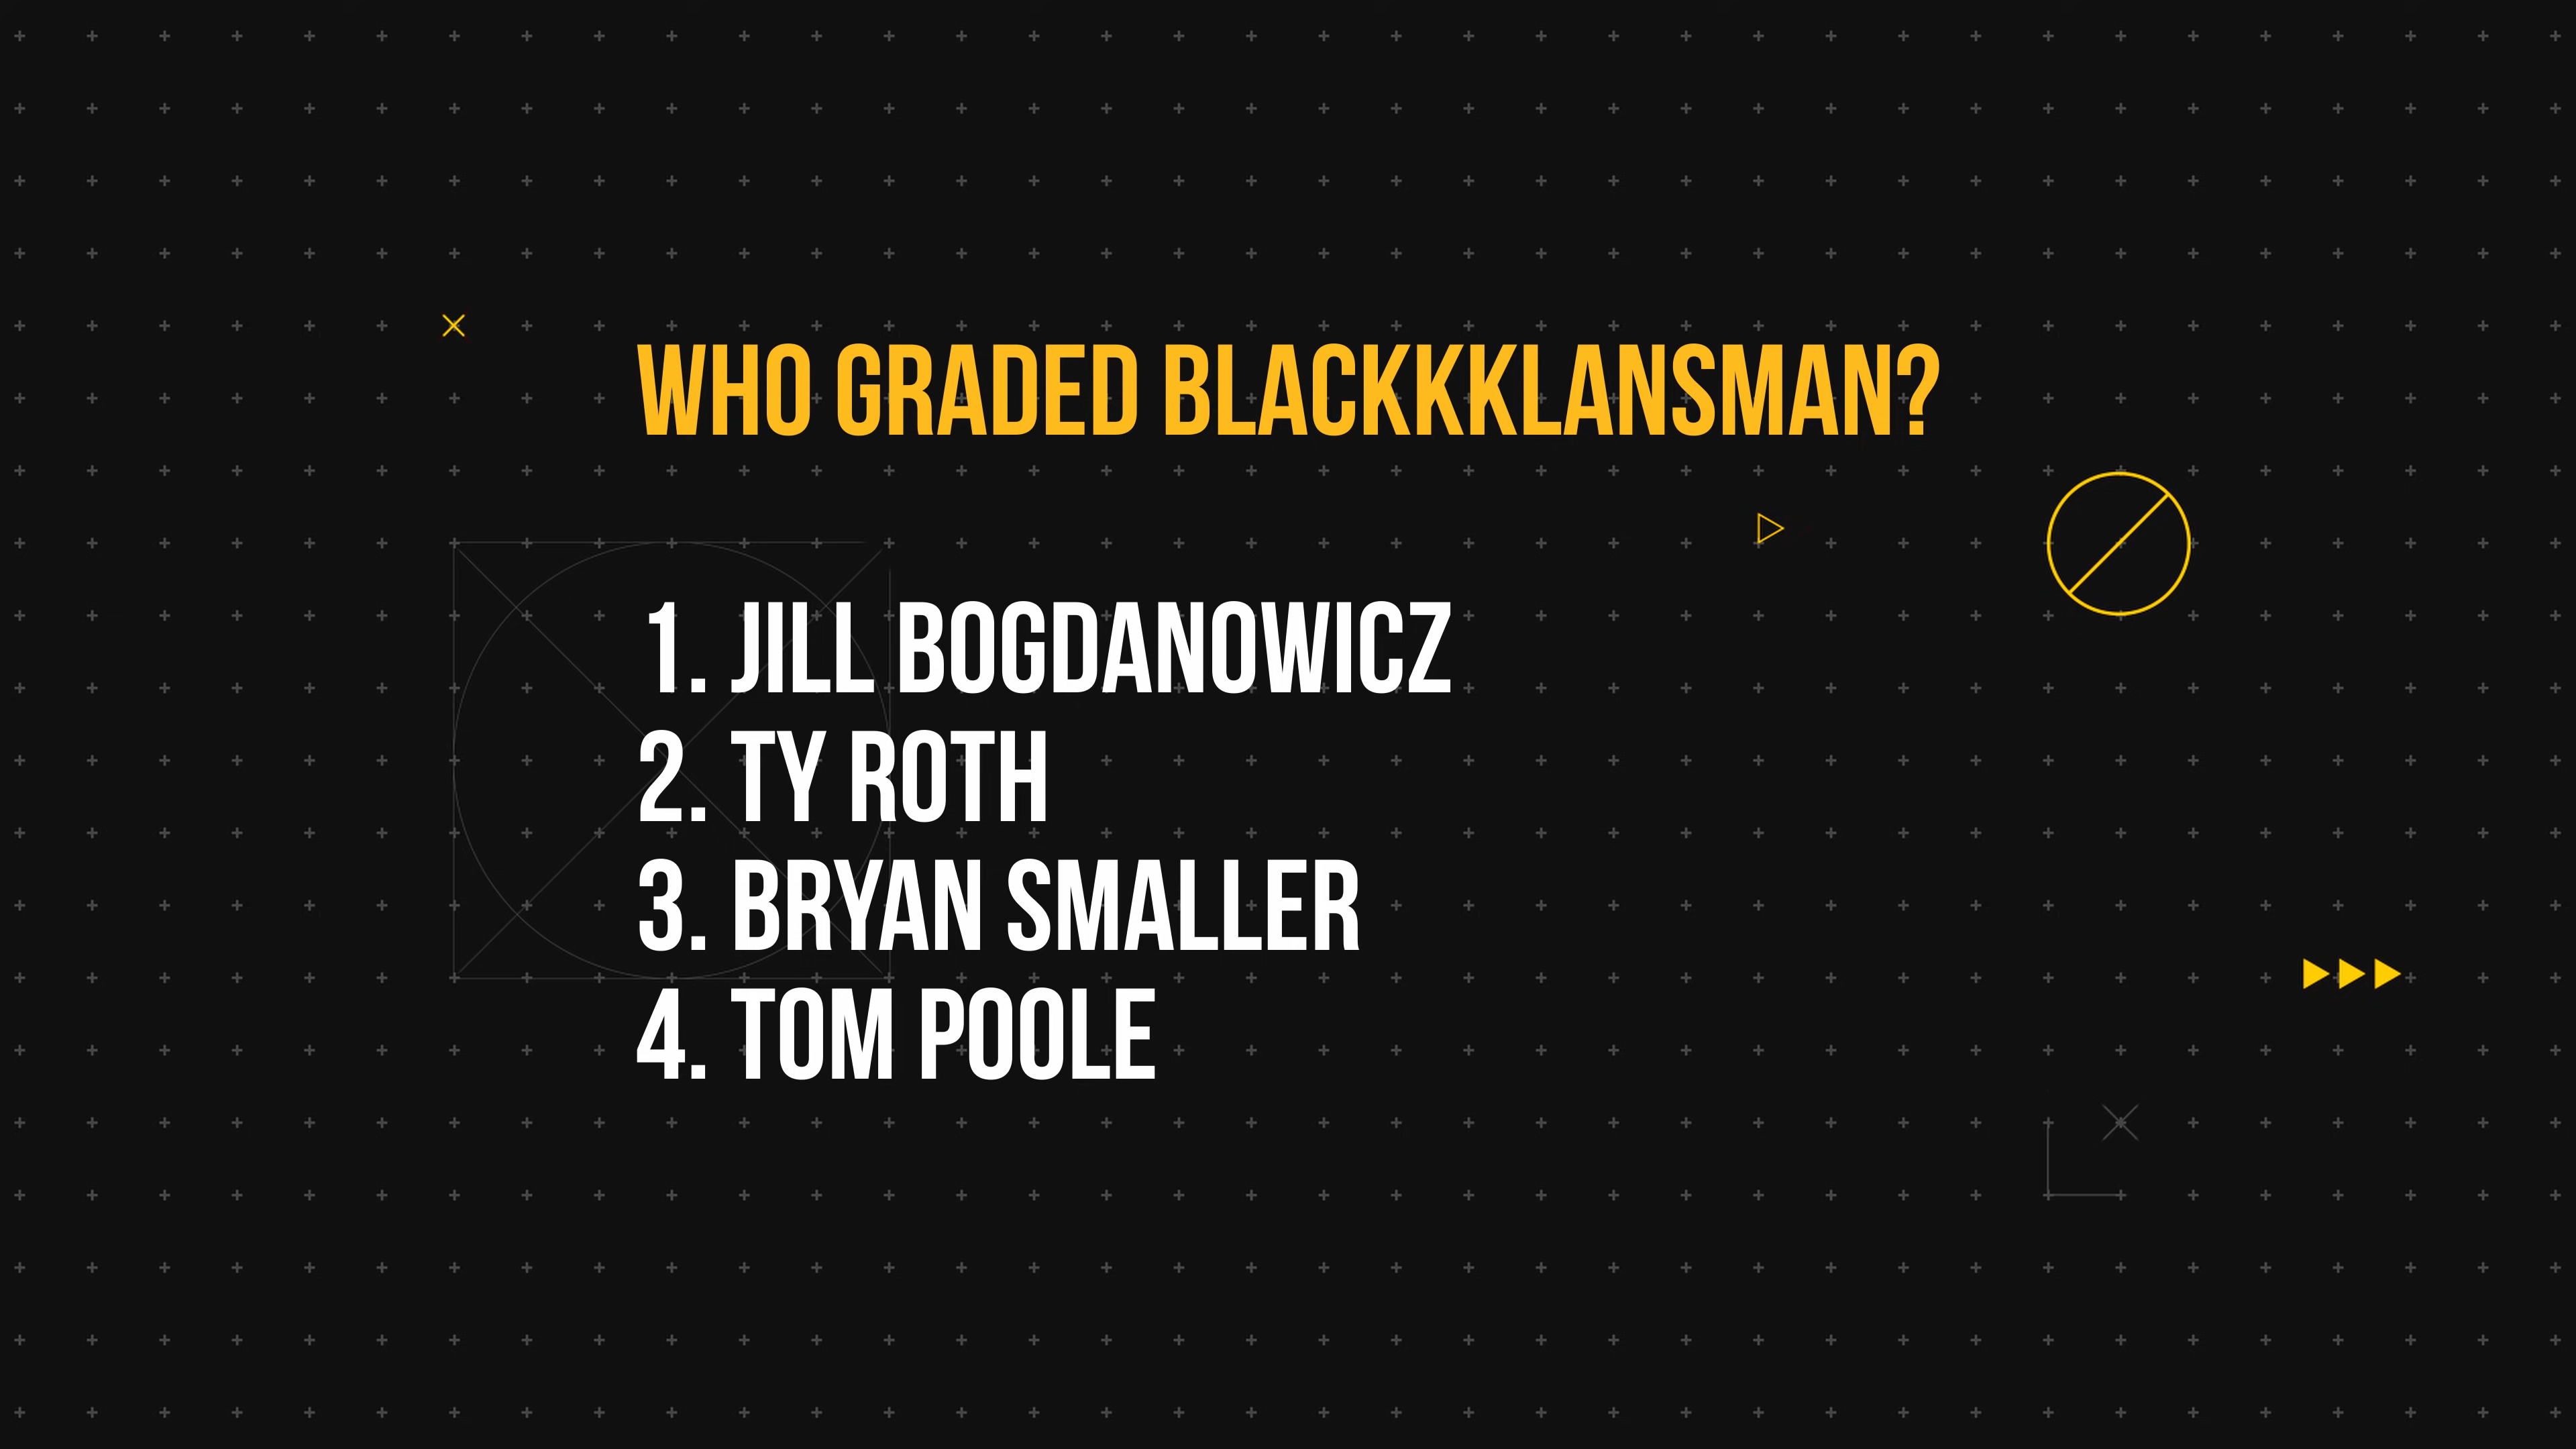 WHO GRADED BLACKKKLANSMAN?
1. JILL BOGDANOWICZ
2. TY ROTH
3. BRYAN SMALLER
4. TOM POOLE